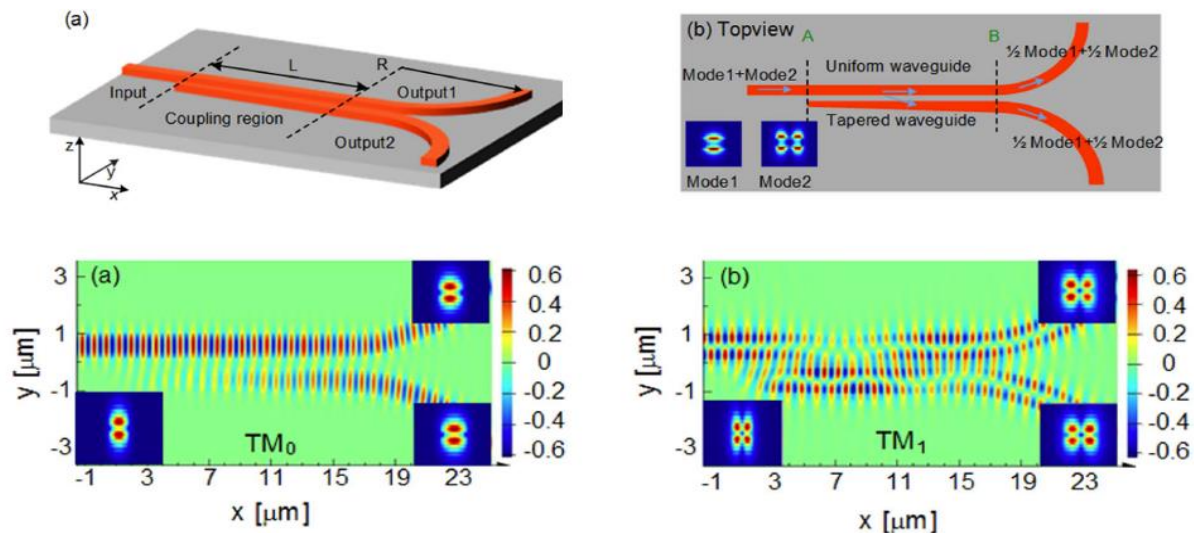 (a)
L
R
Input
Output1
Coupling region
Output2
z
y
x
(b) Topview
A
B
½ Mode1+½ Mode2
Mode1+Mode2
Uniform waveguide
Tapered waveguide
½ Mode1+½ Mode2
Mode1
Mode2
(a)
3
1
-1
-3
y [μm]
TM0
-1 3 7 11 15 19 23
x [μm]
0.6
0.4
0.2
0
-0.2
-0.4
-0.6
(b)
3
1
-1
-3
y [μm]
TM1
-1 3 7 11 15 19 23
x [μm]
0.6
0.4
0.2
0
-0.2
-0.4
-0.6